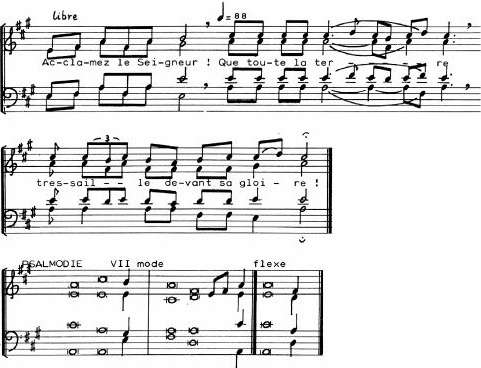 libre ♩=88
Ac-cla-mez le Sei-gneur ! Que tou-te la ter - - - - re
3
tres-sail - - le de-vant sa gloi - re !
PSALMODIE VII mode flexe